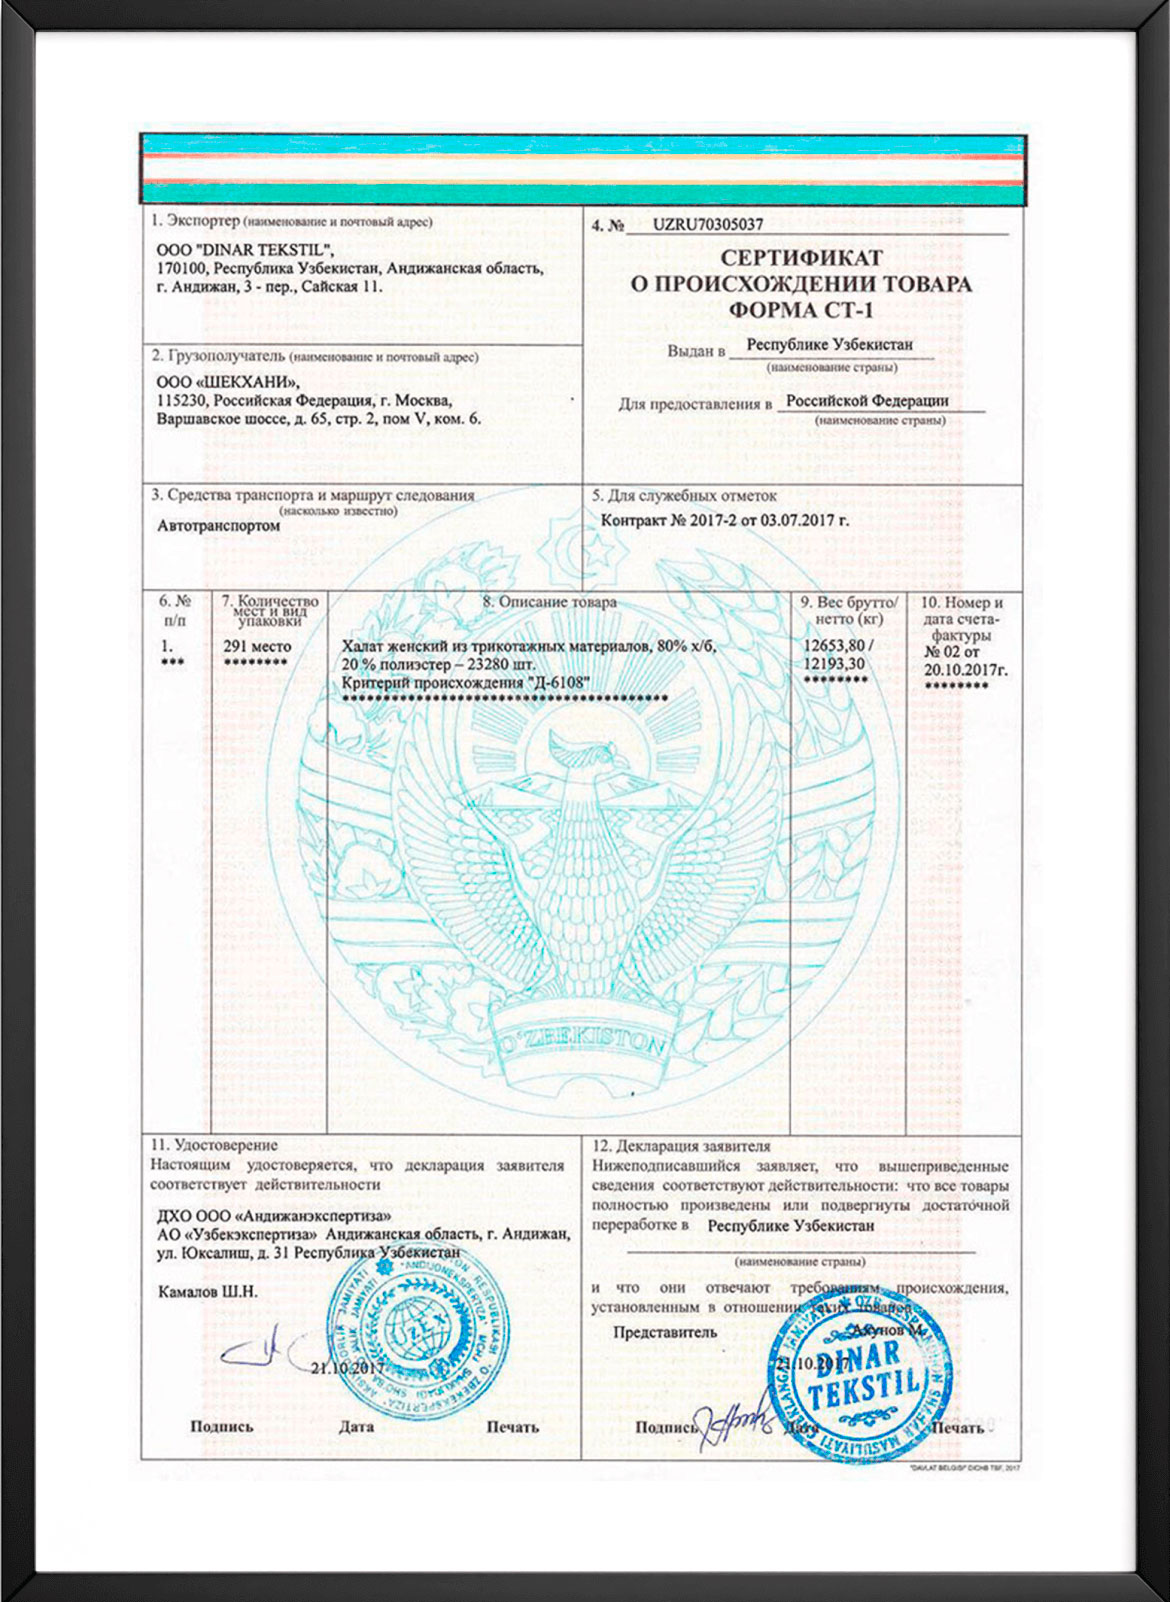 1. Экспортер (наименование и почтовый адрес)
ООО "DINAR TEKSTIL",
170100, Республика Узбекистан, Андижанская область,
г. Андижан, 3 - пер., Сайская 11.
2. Грузополучатель (наименование и почтовый адрес)
ООО «ШЕКХАНИ»,
115230, Российская Федерация, г. Москва,
Варшавское шоссе, д. 65, стр. 2, пом V, ком. 6.
4. № UZRU70305037
СЕРТИФИКАТ
О ПРОИСХОЖДЕНИИ ТОВАРА
ФОРМА СТ-1
Выдан в Республике Узбекистан
(наименование страны)
Для предоставления в Российской Федерации
(наименование страны)
3. Средства транспорта и маршрут следования
(насколько известно)
Автотранспортом
5. Для служебных отметок
Контракт № 2017-2 от 03.07.2017 г.
6. №
п/п
1.
***
7. Количество
мест и вид
упаковки
291 место
********
8. Описание товара
Халат женский из трикотажных материалов, 80% х/б,
20 % полиэстер – 23280 шт.
Критерий происхождения "Д-6108"
****************************************
9. Вес брутто/
нетто (кг)
12653,80 /
12193,30
********
10. Номер и
дата счета-
фактуры
№ 02 от
20.10.2017г.
********
O'ZBEKISTON
11. Удостоверение
Настоящим удостоверяется, что декларация заявителя
соответствует действительности
ДХО ООО «Андижанэкспертиза»
АО «Узбекэкспертиза» Андижанская область, г. Андижан,
ул. Юксалиш, д. 31 Республика Узбекистан
Камалов Ш.Н.
21.10.2017
UZEX
Подпись Дата Печать
12. Декларация заявителя
Нижеподписавшийся заявляет, что вышеприведенные
сведения соответствуют действительности: что все товары
полностью произведены или подвергнуты достаточной
переработке в Республике Узбекистан
(наименование страны)
и что они отвечают требованиям происхождения,
установленным в отношении таких товаров
Представитель Ахунов М.
21.10.2017
DINAR
TEKSTIL
Подпись Дата Печать
"DAVLAT BELGISI" DICHB TBF, 2017